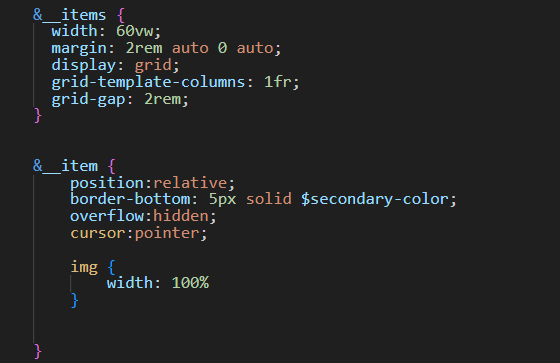 &__items {
width: 60vw;
margin: 2rem auto 0 auto;
display: grid;
grid-template-columns: 1fr;
grid-gap: 2rem;
}
&__item {
position:relative;
border-bottom: 5px solid $secondary-color;
overflow:hidden;
cursor:pointer;
img {
width: 100%
}
}